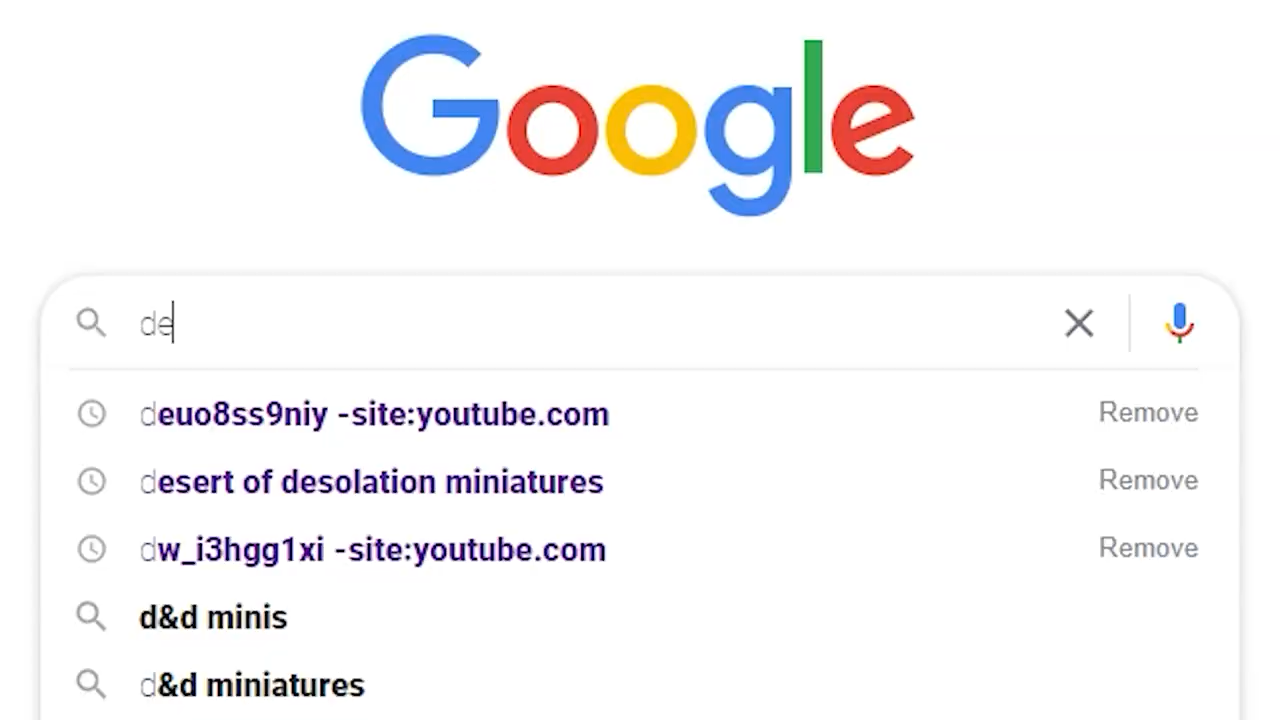 Google
de
deuo8ss9niy -site:youtube.com Remove
desert of desolation miniatures Remove
dw_i3hgg1xi -site:youtube.com Remove
d&d minis
d&d miniatures